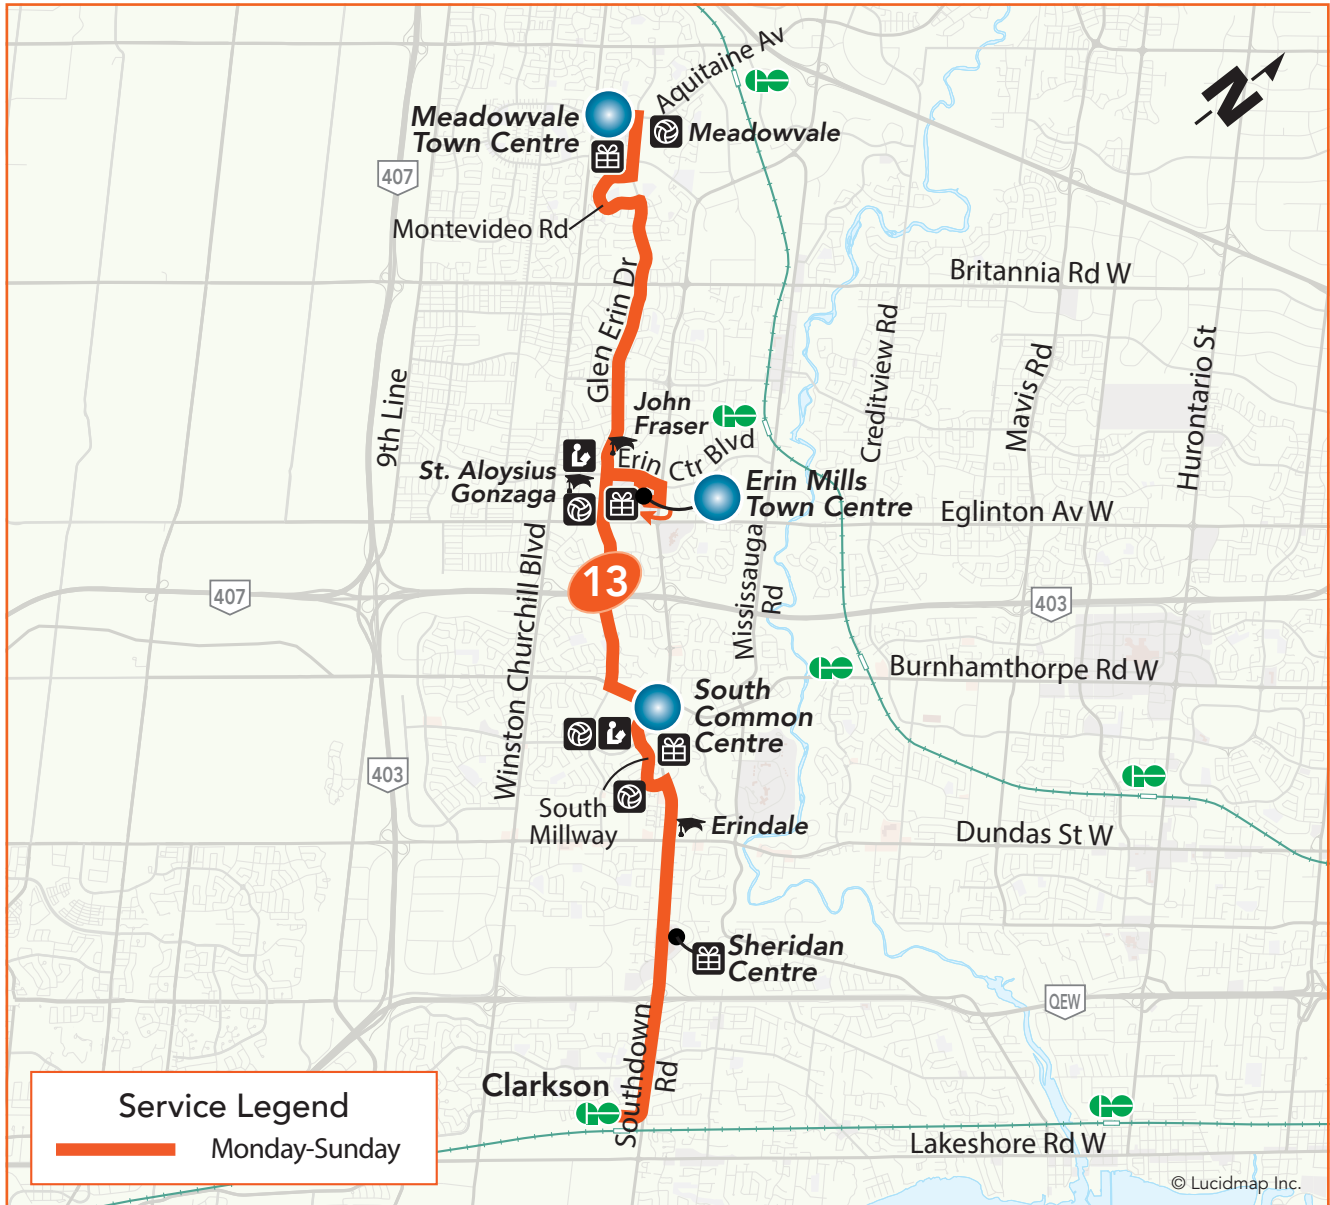 Aquitaine Av
N
Meadowvale
Town Centre
Meadowvale
407
Montevideo Rd
Britannia Rd W
Glen Erin Dr
Creditview Rd
Mavis Rd
Hurontario St
9th Line
John
Fraser
Erin Ctr Blvd
St. Aloysius
Gonzaga
Erin Mills
Town Centre
Eglinton Av W
Winston Churchill Blvd
Mississauga
Rd
13
407
403
Burnhamthorpe Rd W
South
Common
Centre
403
South
Millway
Erindale
Dundas St W
Sheridan
Centre
QEW
Southdown
Rd
Clarkson
Service Legend
Monday-Sunday
Lakeshore Rd W
© Lucidmap Inc.